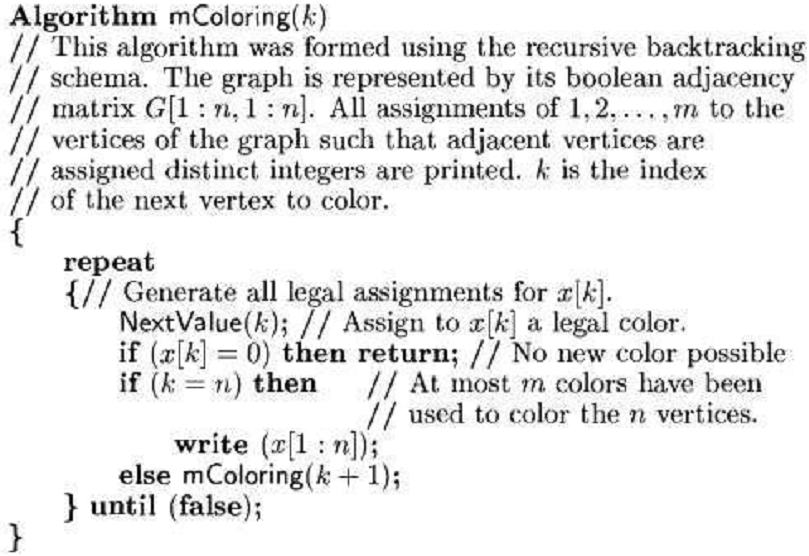 Algorithm mColoring(k)
// This algorithm was formed using the recursive backtracking
// schema. The graph is represented by its boolean adjacency
// matrix G[1 : n, 1 : n]. All assignments of 1, 2, . . . , m to the
// vertices of the graph such that adjacent vertices are
// assigned distinct integers are printed. k is the index
// of the next vertex to color.
{
repeat
{// Generate all legal assignments for x[k].
NextValue(k); // Assign to x[k] a legal color.
if (x[k] = 0) then return; // No new color possible
if (k = n) then // At most m colors have been
// used to color the n vertices.
write (x[1 : n]);
else mColoring(k + 1);
} until (false);
}